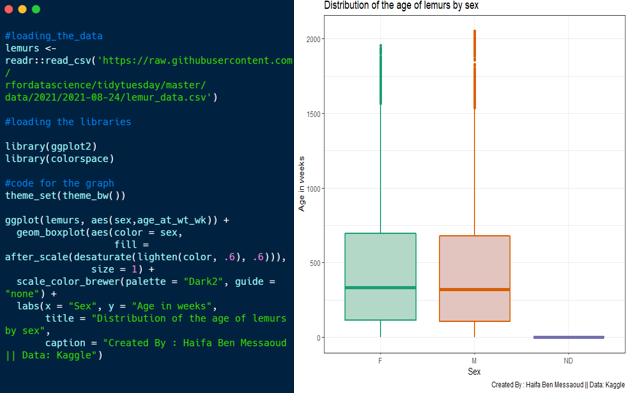 #loading_the_data
lemurs <-
readr::read_csv('https://raw.githubusercontent.com
/
rfordatascience/tidytuesday/master/
data/2021/2021-08-24/lemur_data.csv')
#loading the libraries
library(ggplot2)
library(colorspace)
#code for the graph
theme_set(theme_bw())
ggplot(lemurs, aes(sex,age_at_wt_wk)) +
geom_boxplot(aes(color = sex,
fill =
after_scale(desaturate(lighten(color, .6), .6))),
size = 1) +
scale_color_brewer(palette = "Dark2", guide =
"none") +
labs(x = "Sex", y = "Age in weeks",
title = "Distribution of the age of lemurs
by sex",
caption = "Created By : Haifa Ben Messaoud
|| Data: Kaggle")
Distribution of the age of lemurs by sex
2000
1500
1000
500
0
Age in weeks
F M ND
Sex
Created By : Haifa Ben Messaoud || Data: Kaggle